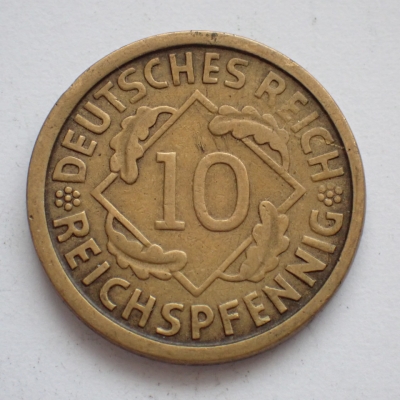 DEUTSCHES REICH
10
REICHSPFENNIG